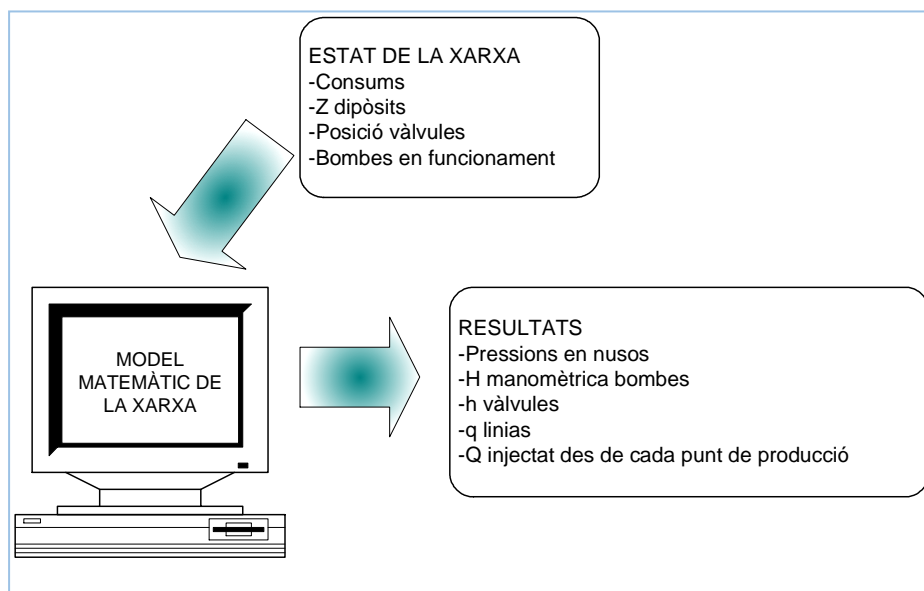 ESTAT DE LA XARXA
-Consums
-Z dipòsits
-Posició vàlvules
-Bombes en funcionament
MODEL
MATEMÀTIC DE
LA XARXA
RESULTATS
-Pressions en nusos
-H manomètrica bombes
-h vàlvules
-q linias
-Q injectat des de cada punt de producció